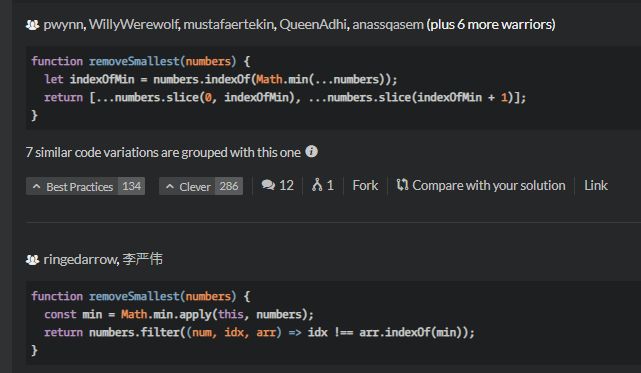 pwynn, WillyWerewolf, mustafaertekin, QueenAdhi, anassqasem (plus 6 more warriors)
function removeSmallest(numbers) {
  let indexOfMin = numbers.indexOf(Math.min(...numbers));
  return [...numbers.slice(0, indexOfMin), ...numbers.slice(indexOfMin + 1)];
}
7 similar code variations are grouped with this one
Best Practices 134 Clever 286 12 1 Fork Compare with your solution Link
ringedarrow, 李严伟
function removeSmallest(numbers) {
  const min = Math.min.apply(this, numbers);
  return numbers.filter((num, idx, arr) => idx !== arr.indexOf(min));
}